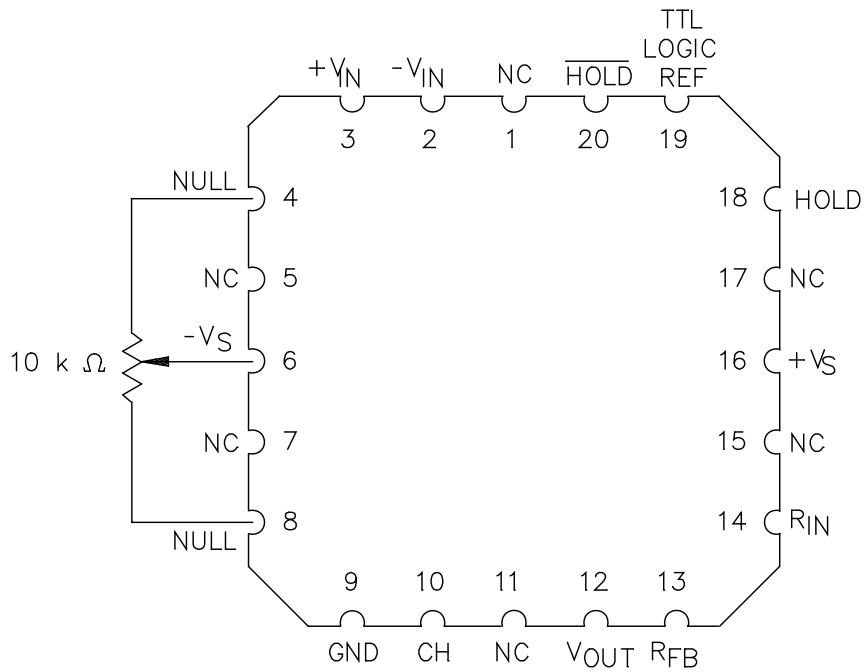 TTL
LOGIC
REF
+VIN -VIN NC HOLD
3 2 1 20 19
NULL 4 18 HOLD
NC 5 17 NC
10 k Ω -VS 6 16 +VS
NC 7 15 NC
NULL 8 14 RIN
9 10 11 12 13
GND CH NC VOUT RFB